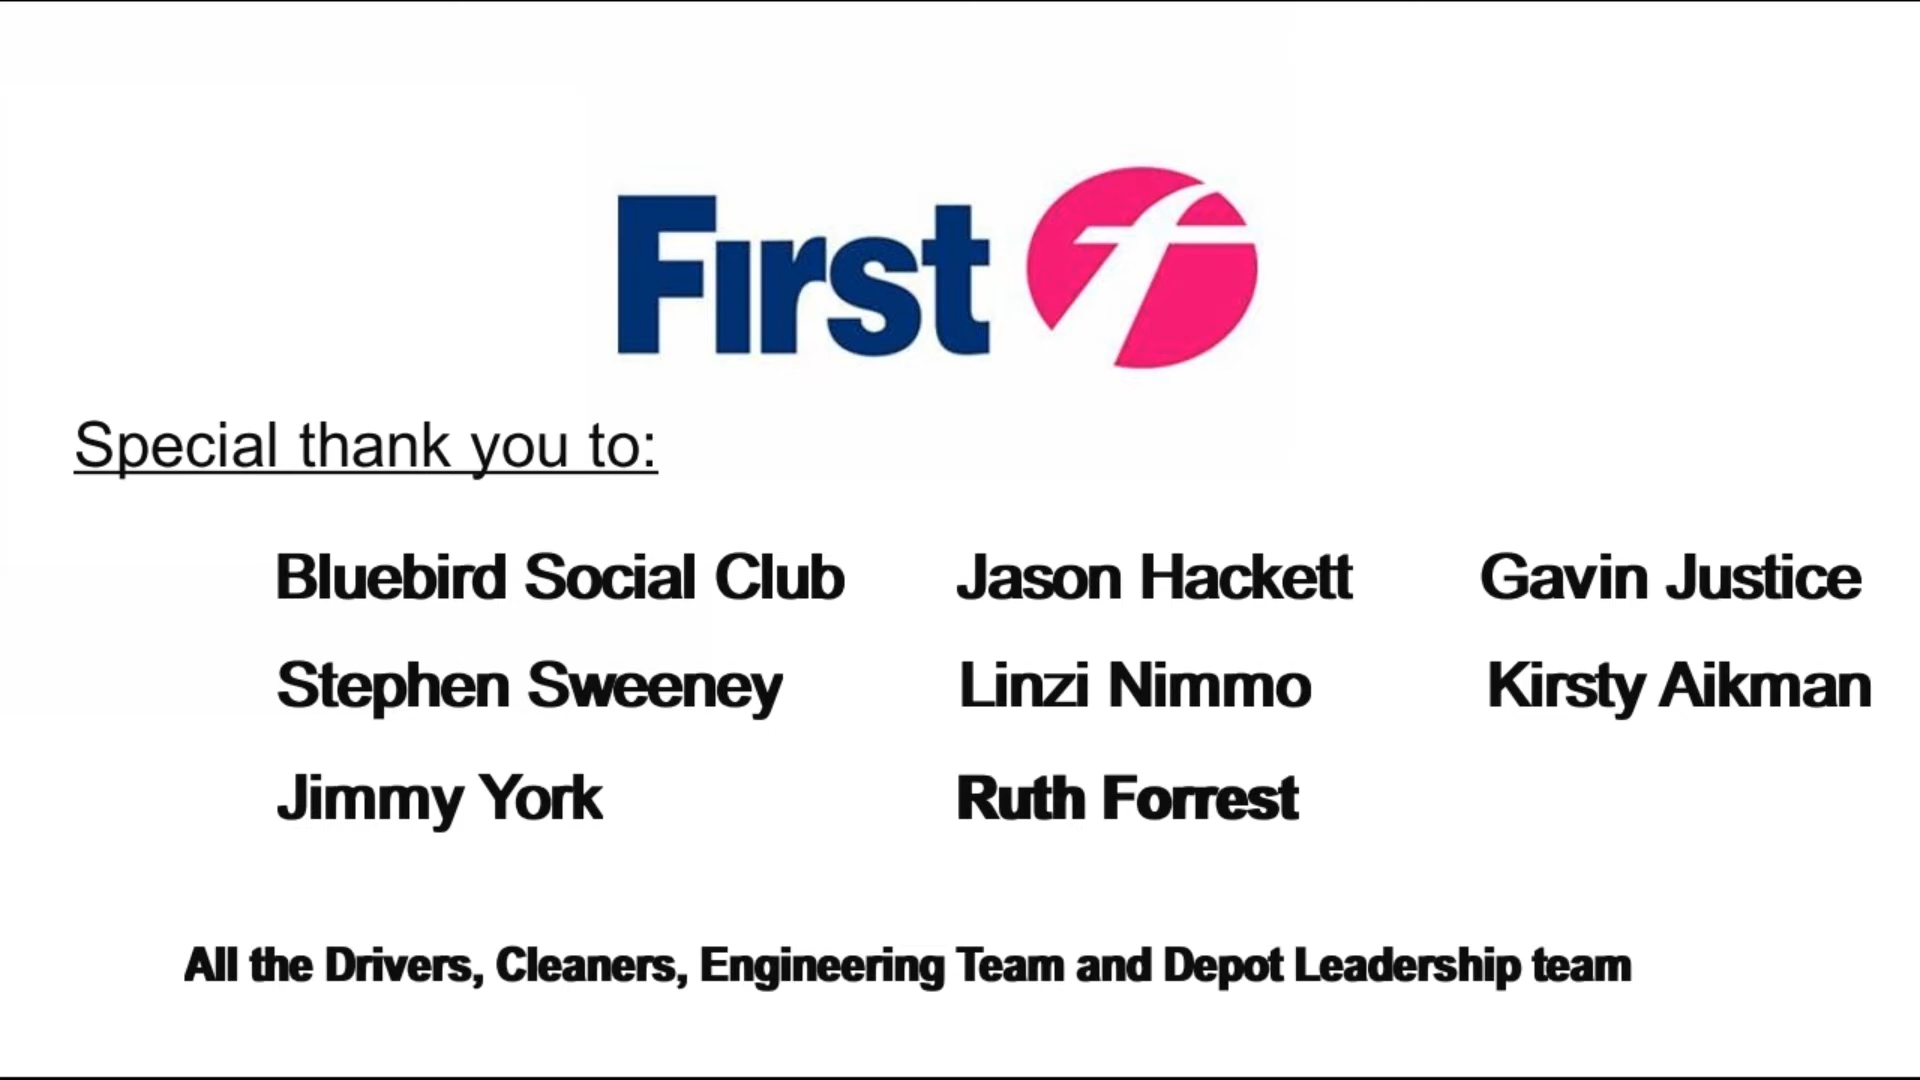 First
Special thank you to:
Bluebird Social Club Jason Hackett Gavin Justice
Stephen Sweeney Linzi Nimmo Kirsty Aikman
Jimmy York Ruth Forrest
All the Drivers, Cleaners, Engineering Team and Depot Leadership team